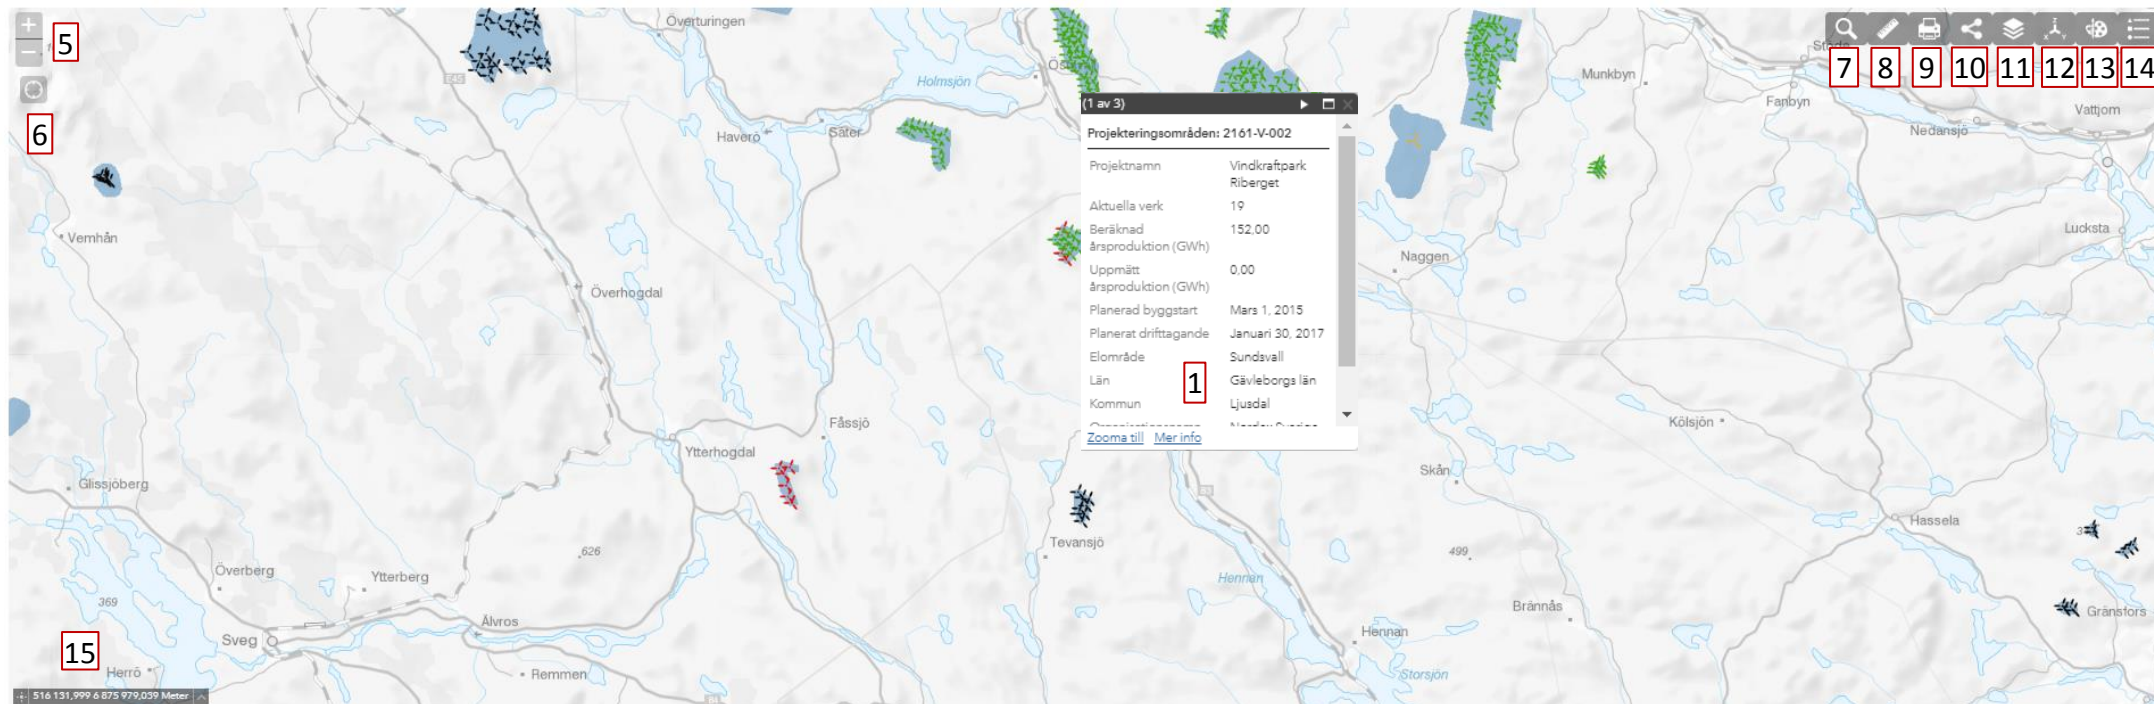 +
−
5
6
7
8
9
10
11
12
13
14
Z
X Y
Överturingen
E45
Holmsjön
Haverö
Säter
Munkbyn
Fanbyn
Nedansjö
Vattjom
Vemhån
Överhogdal
Naggen
Lucksta
(1 av 3)
Projekteringsområden: 2161-V-002
Projektnamn Vindkraftpark
Riberget
Aktuella verk 19
Beräknad 152,00
årsproduktion (GWh)
Uppmätt 0,00
årsproduktion (GWh)
Planerad byggstart Mars 1, 2015
Planerat drifttagande Januari 30, 2017
Elområde Sundsvall
Län Gävleborgs län
1
Kommun Ljusdal
Zooma till Mer info
Fåssjö
Kölsjön
Ytterhogdal
Skån
Glissjöberg
Hassela
Tevansjö
626
499
Överberg
Ytterberg
Hennan
369
Brännås
Gränsfors
Älvros
Sveg
Hennan
15
Herrö
Remmen
Storsjön
516 131,999 6 875 979,039 Meter